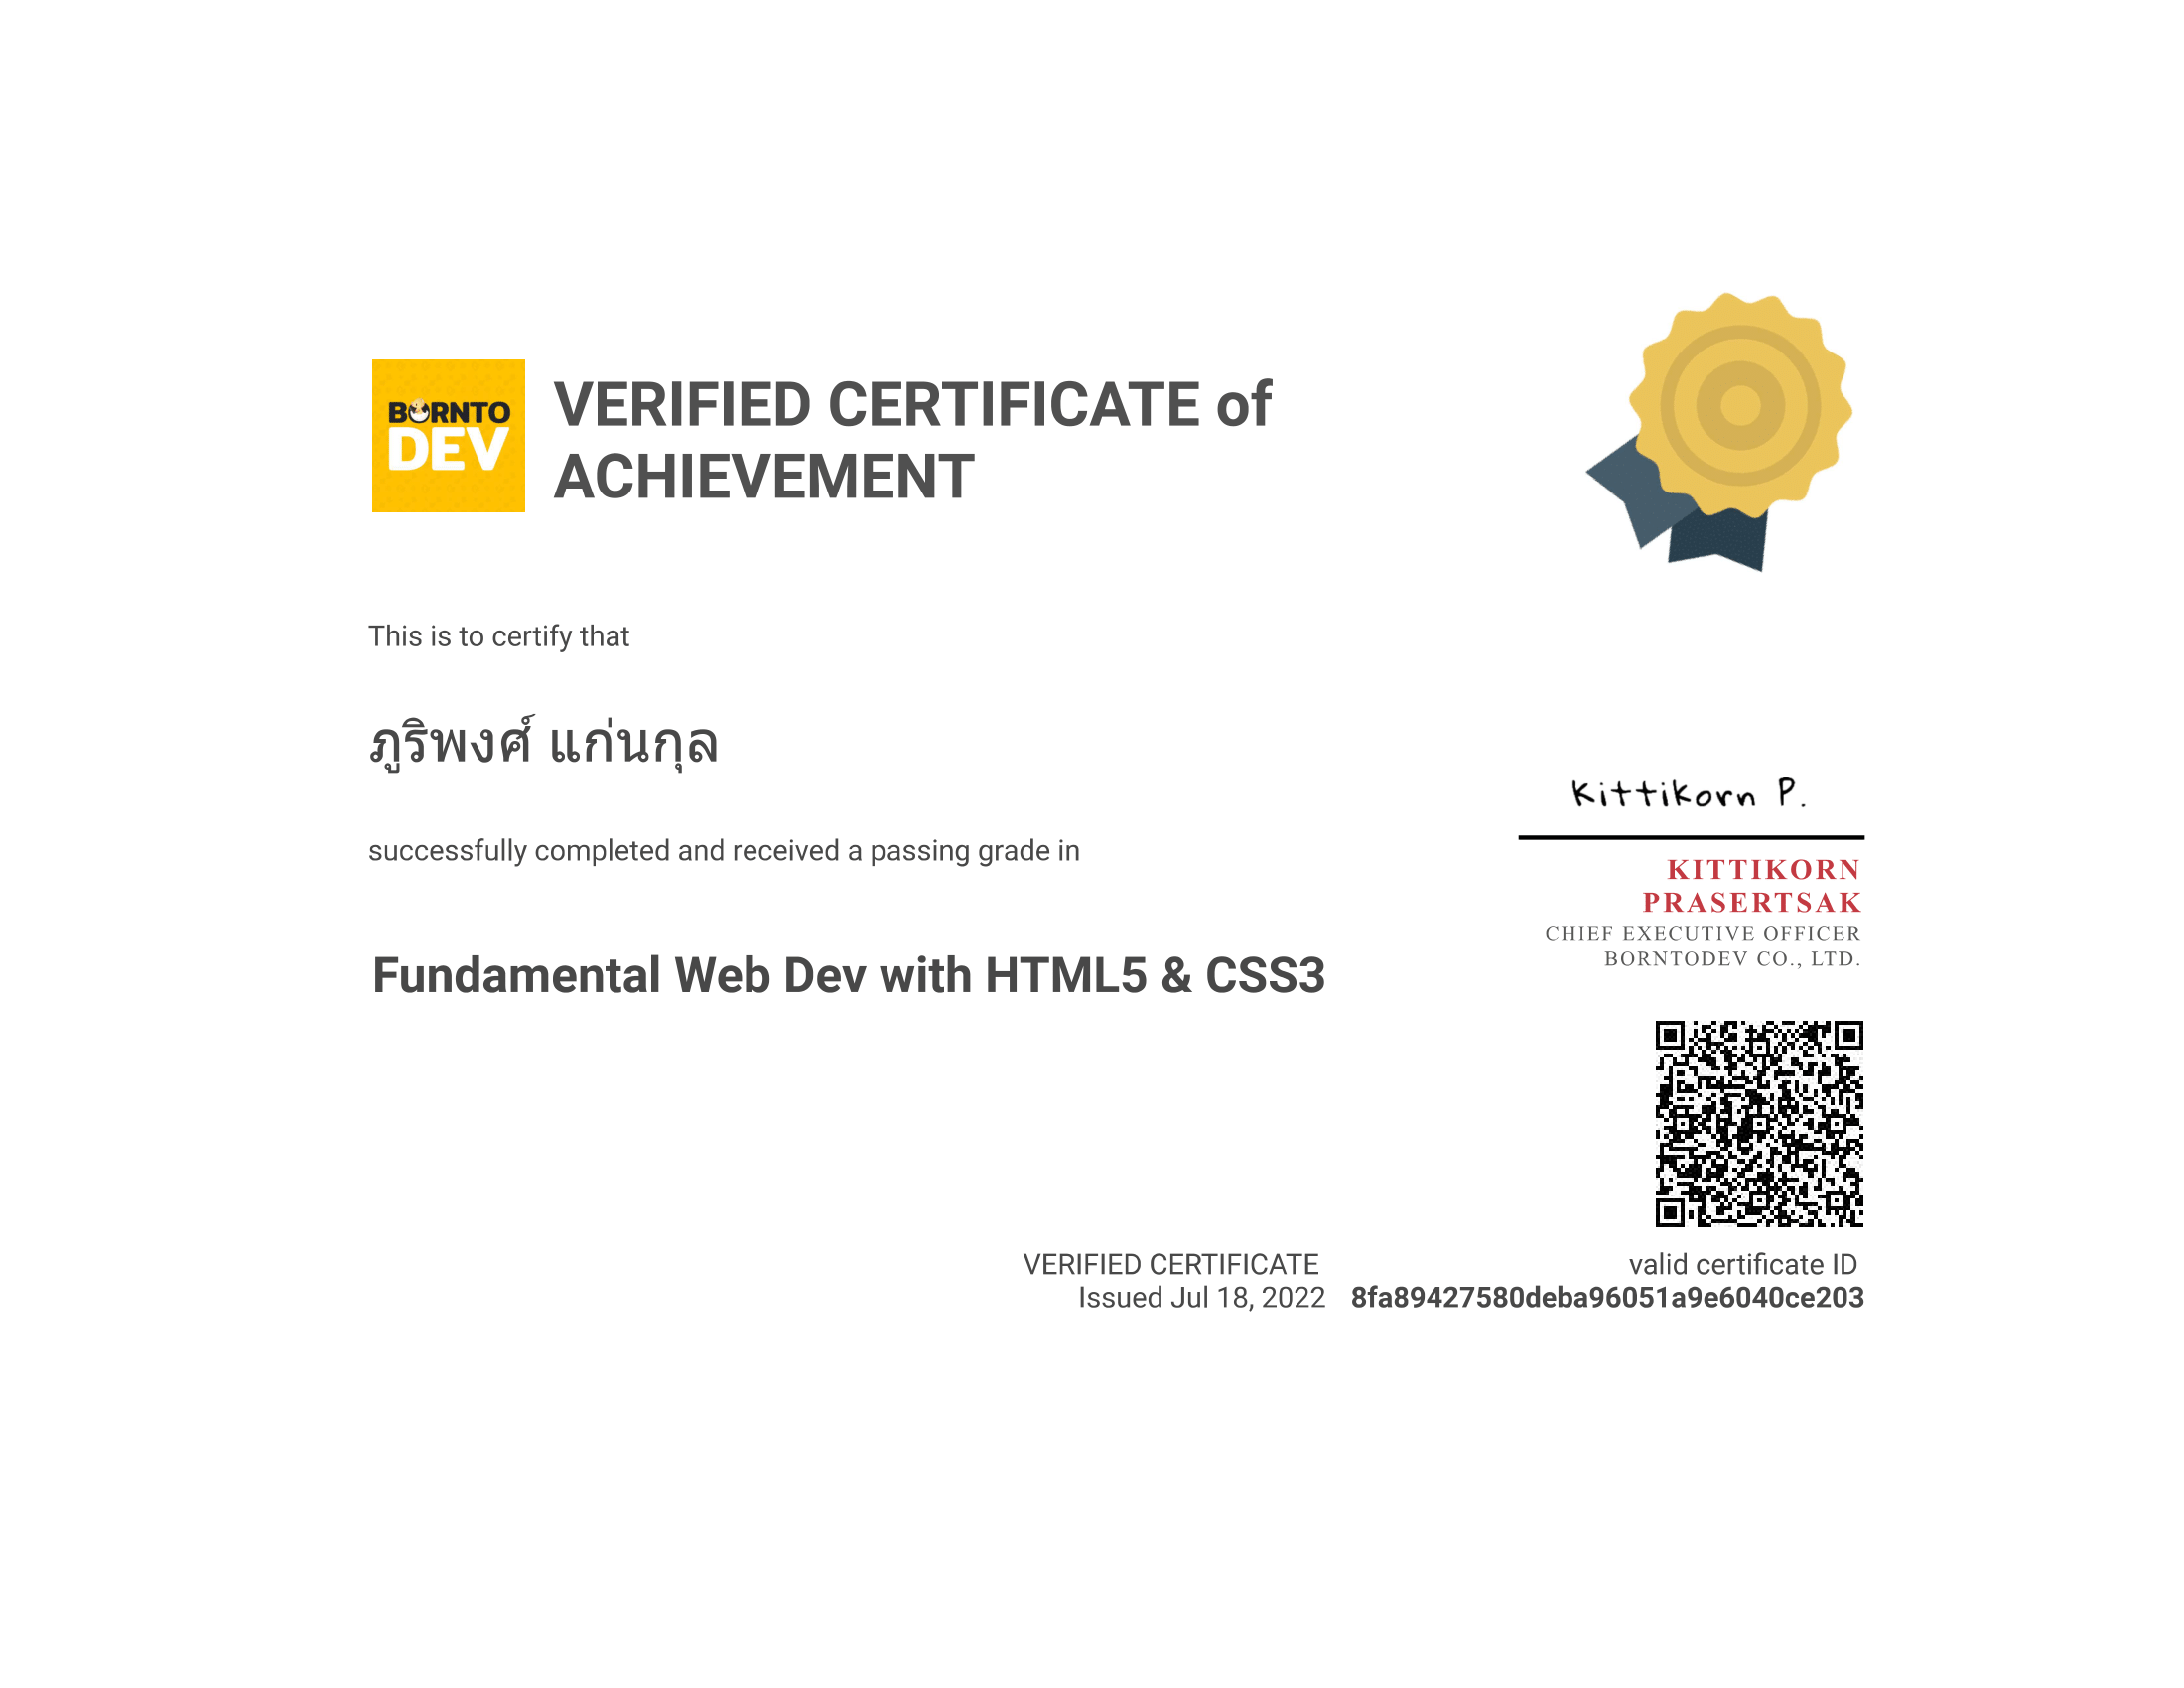 BORNTO
DEV
VERIFIED CERTIFICATE of
ACHIEVEMENT
This is to certify that
ภูริพงศ์ แก่นกุล
successfully completed and received a passing grade in
Fundamental Web Dev with HTML5 & CSS3
Kittikorn P.
KITTIKORN
PRASERTSAK
CHIEF EXECUTIVE OFFICER
BORNTODEV CO., LTD.
VERIFIED CERTIFICATE
Issued Jul 18, 2022
valid certificate ID
8fa89427580deba96051a9e6040ce203